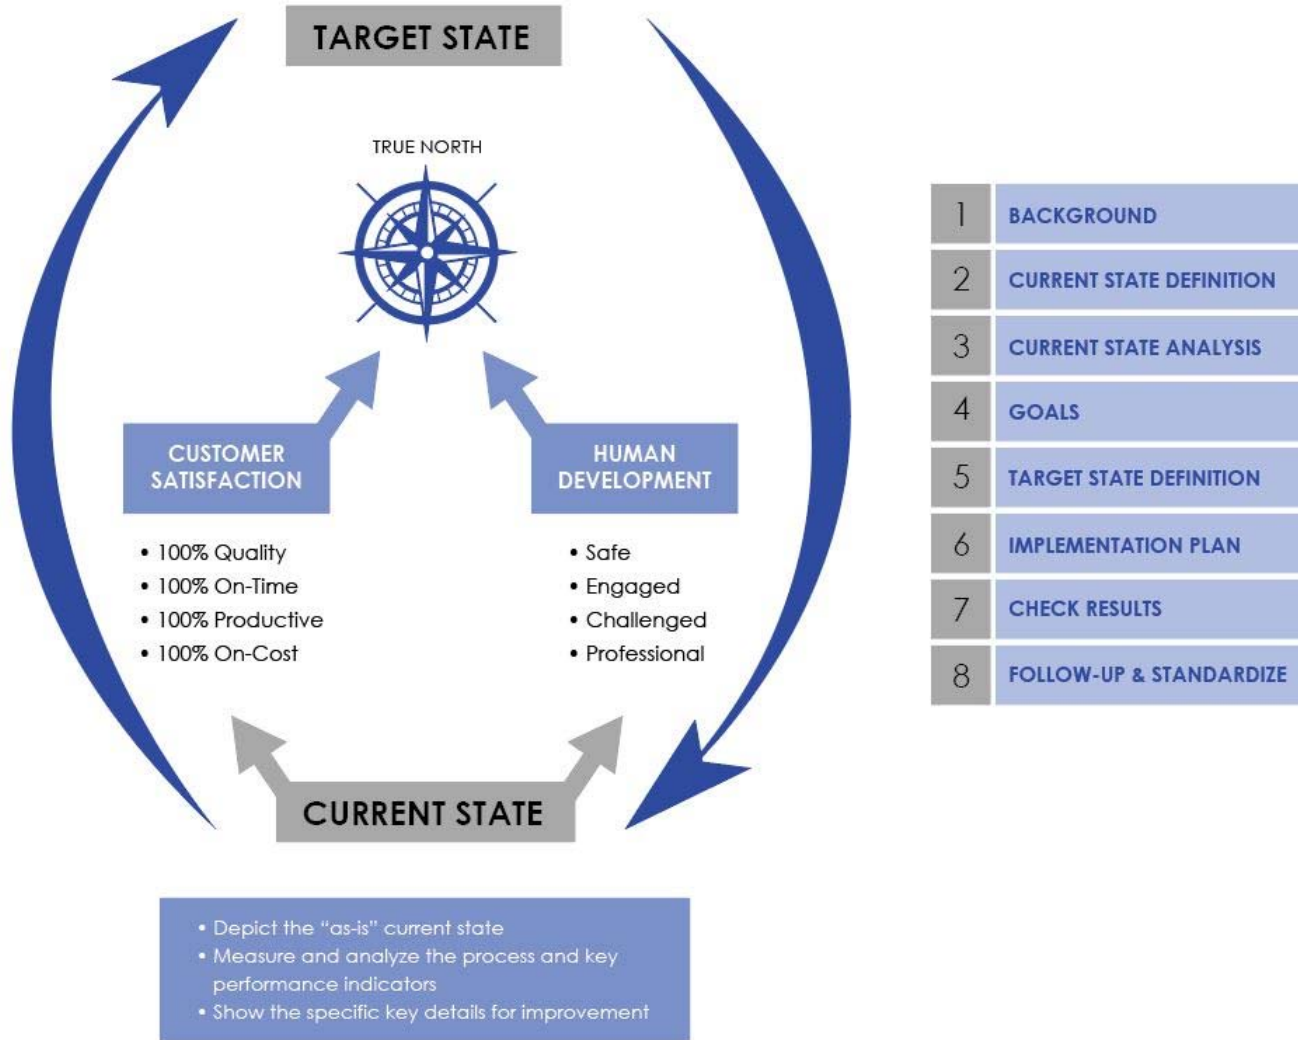 TARGET STATE
TRUE NORTH
CUSTOMER
SATISFACTION
• 100% Quality
• 100% On-Time
• 100% Productive
• 100% On-Cost
HUMAN
DEVELOPMENT
• Safe
• Engaged
• Challenged
• Professional
CURRENT STATE
• Depict the “as-is” current state
• Measure and analyze the process and key
performance indicators
• Show the specific key details for improvement
1 BACKGROUND
2 CURRENT STATE DEFINITION
3 CURRENT STATE ANALYSIS
4 GOALS
5 TARGET STATE DEFINITION
6 IMPLEMENTATION PLAN
7 CHECK RESULTS
8 FOLLOW-UP & STANDARDIZE